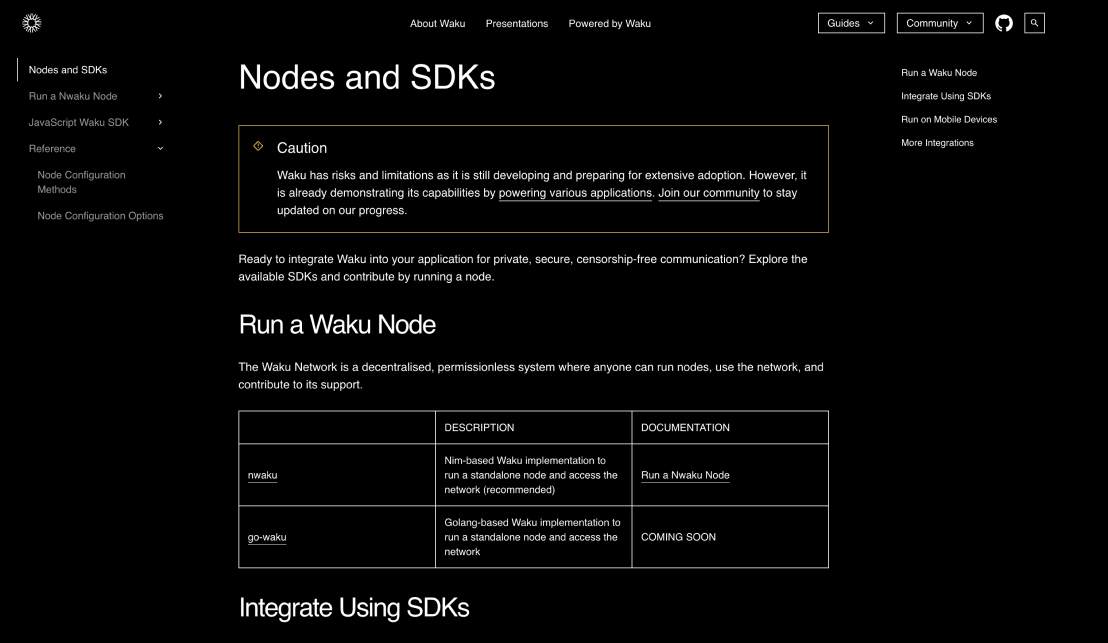 About Waku
Presentations
Powered by Waku
Guides
Community
Nodes and SDKs
Run a Nwaku Node
JavaScript Waku SDK
Reference
Node Configuration
Methods
Node Configuration Options
Nodes and SDKs
Caution
Waku has risks and limitations as it is still developing and preparing for extensive adoption. However, it
is already demonstrating its capabilities by powering various applications. Join our community to stay
updated on our progress.
Ready to integrate Waku into your application for private, secure, censorship-free communication? Explore the
available SDKs and contribute by running a node.
Run a Waku Node
The Waku Network is a decentralised, permissionless system where anyone can run nodes, use the network, and
contribute to its support.
DESCRIPTION
DOCUMENTATION
nwaku
Nim-based Waku implementation to
run a standalone node and access the
network (recommended)
Run a Nwaku Node
go-waku
Golang-based Waku implementation to
run a standalone node and access the
network
COMING SOON
Integrate Using SDKs
Run a Waku Node
Integrate Using SDKs
Run on Mobile Devices
More Integrations